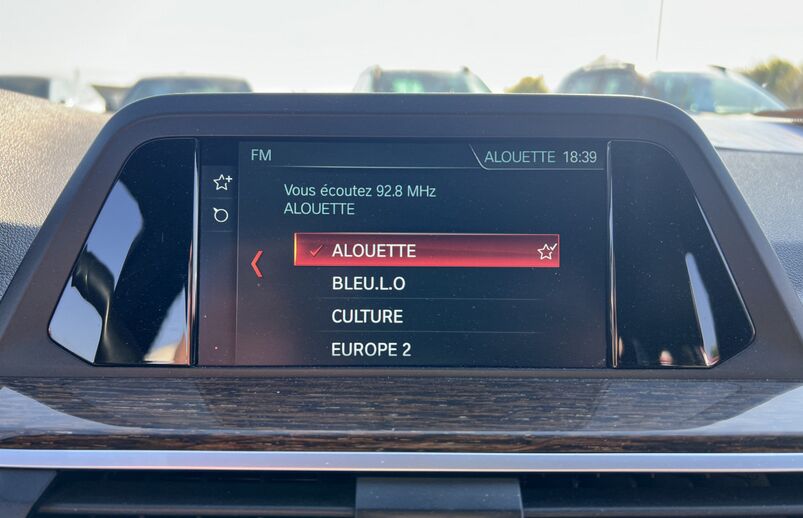 FM
ALOUETTE 18:39
Vous écoutez 92.8 MHz
ALOUETTE
ALOUETTE
BLEU.L.O
CULTURE
EUROPE 2